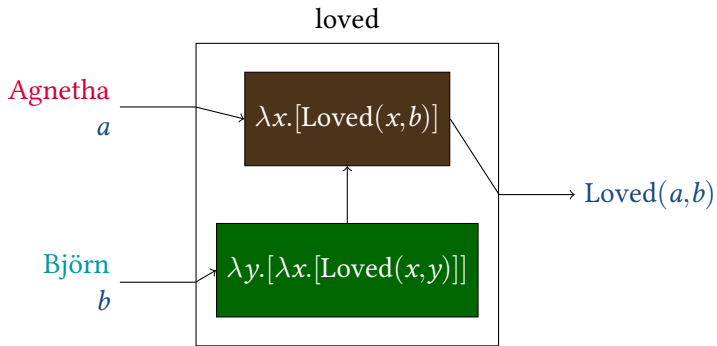 loved
Agnetha
a
λx.[Loved(x,b)]
Loved(a,b)
Björn
b
λy.[λx.[Loved(x,y)]]